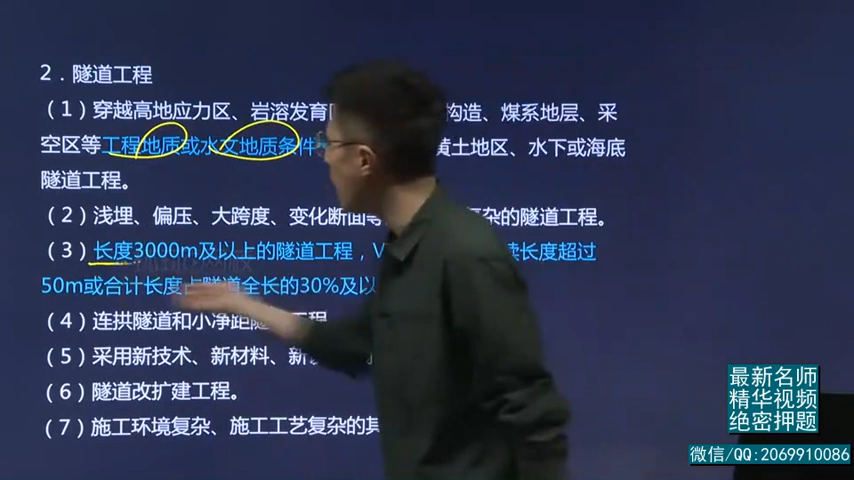 2．隧道工程
（1）穿越高地应力区、岩溶发育 构造、煤系地层、采
空区等工程地质或水文地质条件 黄土地区、水下或海底
隧道工程。
（2）浅埋、偏压、大跨度、变化断面等 复杂的隧道工程。
（3）长度3000m及以上的隧道工程，V 续长度超过
50m或合计长度占隧道全长的30%及以
（4）连拱隧道和小净距隧 工程
（5）采用新技术、新材料、新
（6）隧道改扩建工程。
（7）施工环境复杂、施工工艺复杂的其
最新名师
精华视频
绝密押题
微信/QQ:2069910086